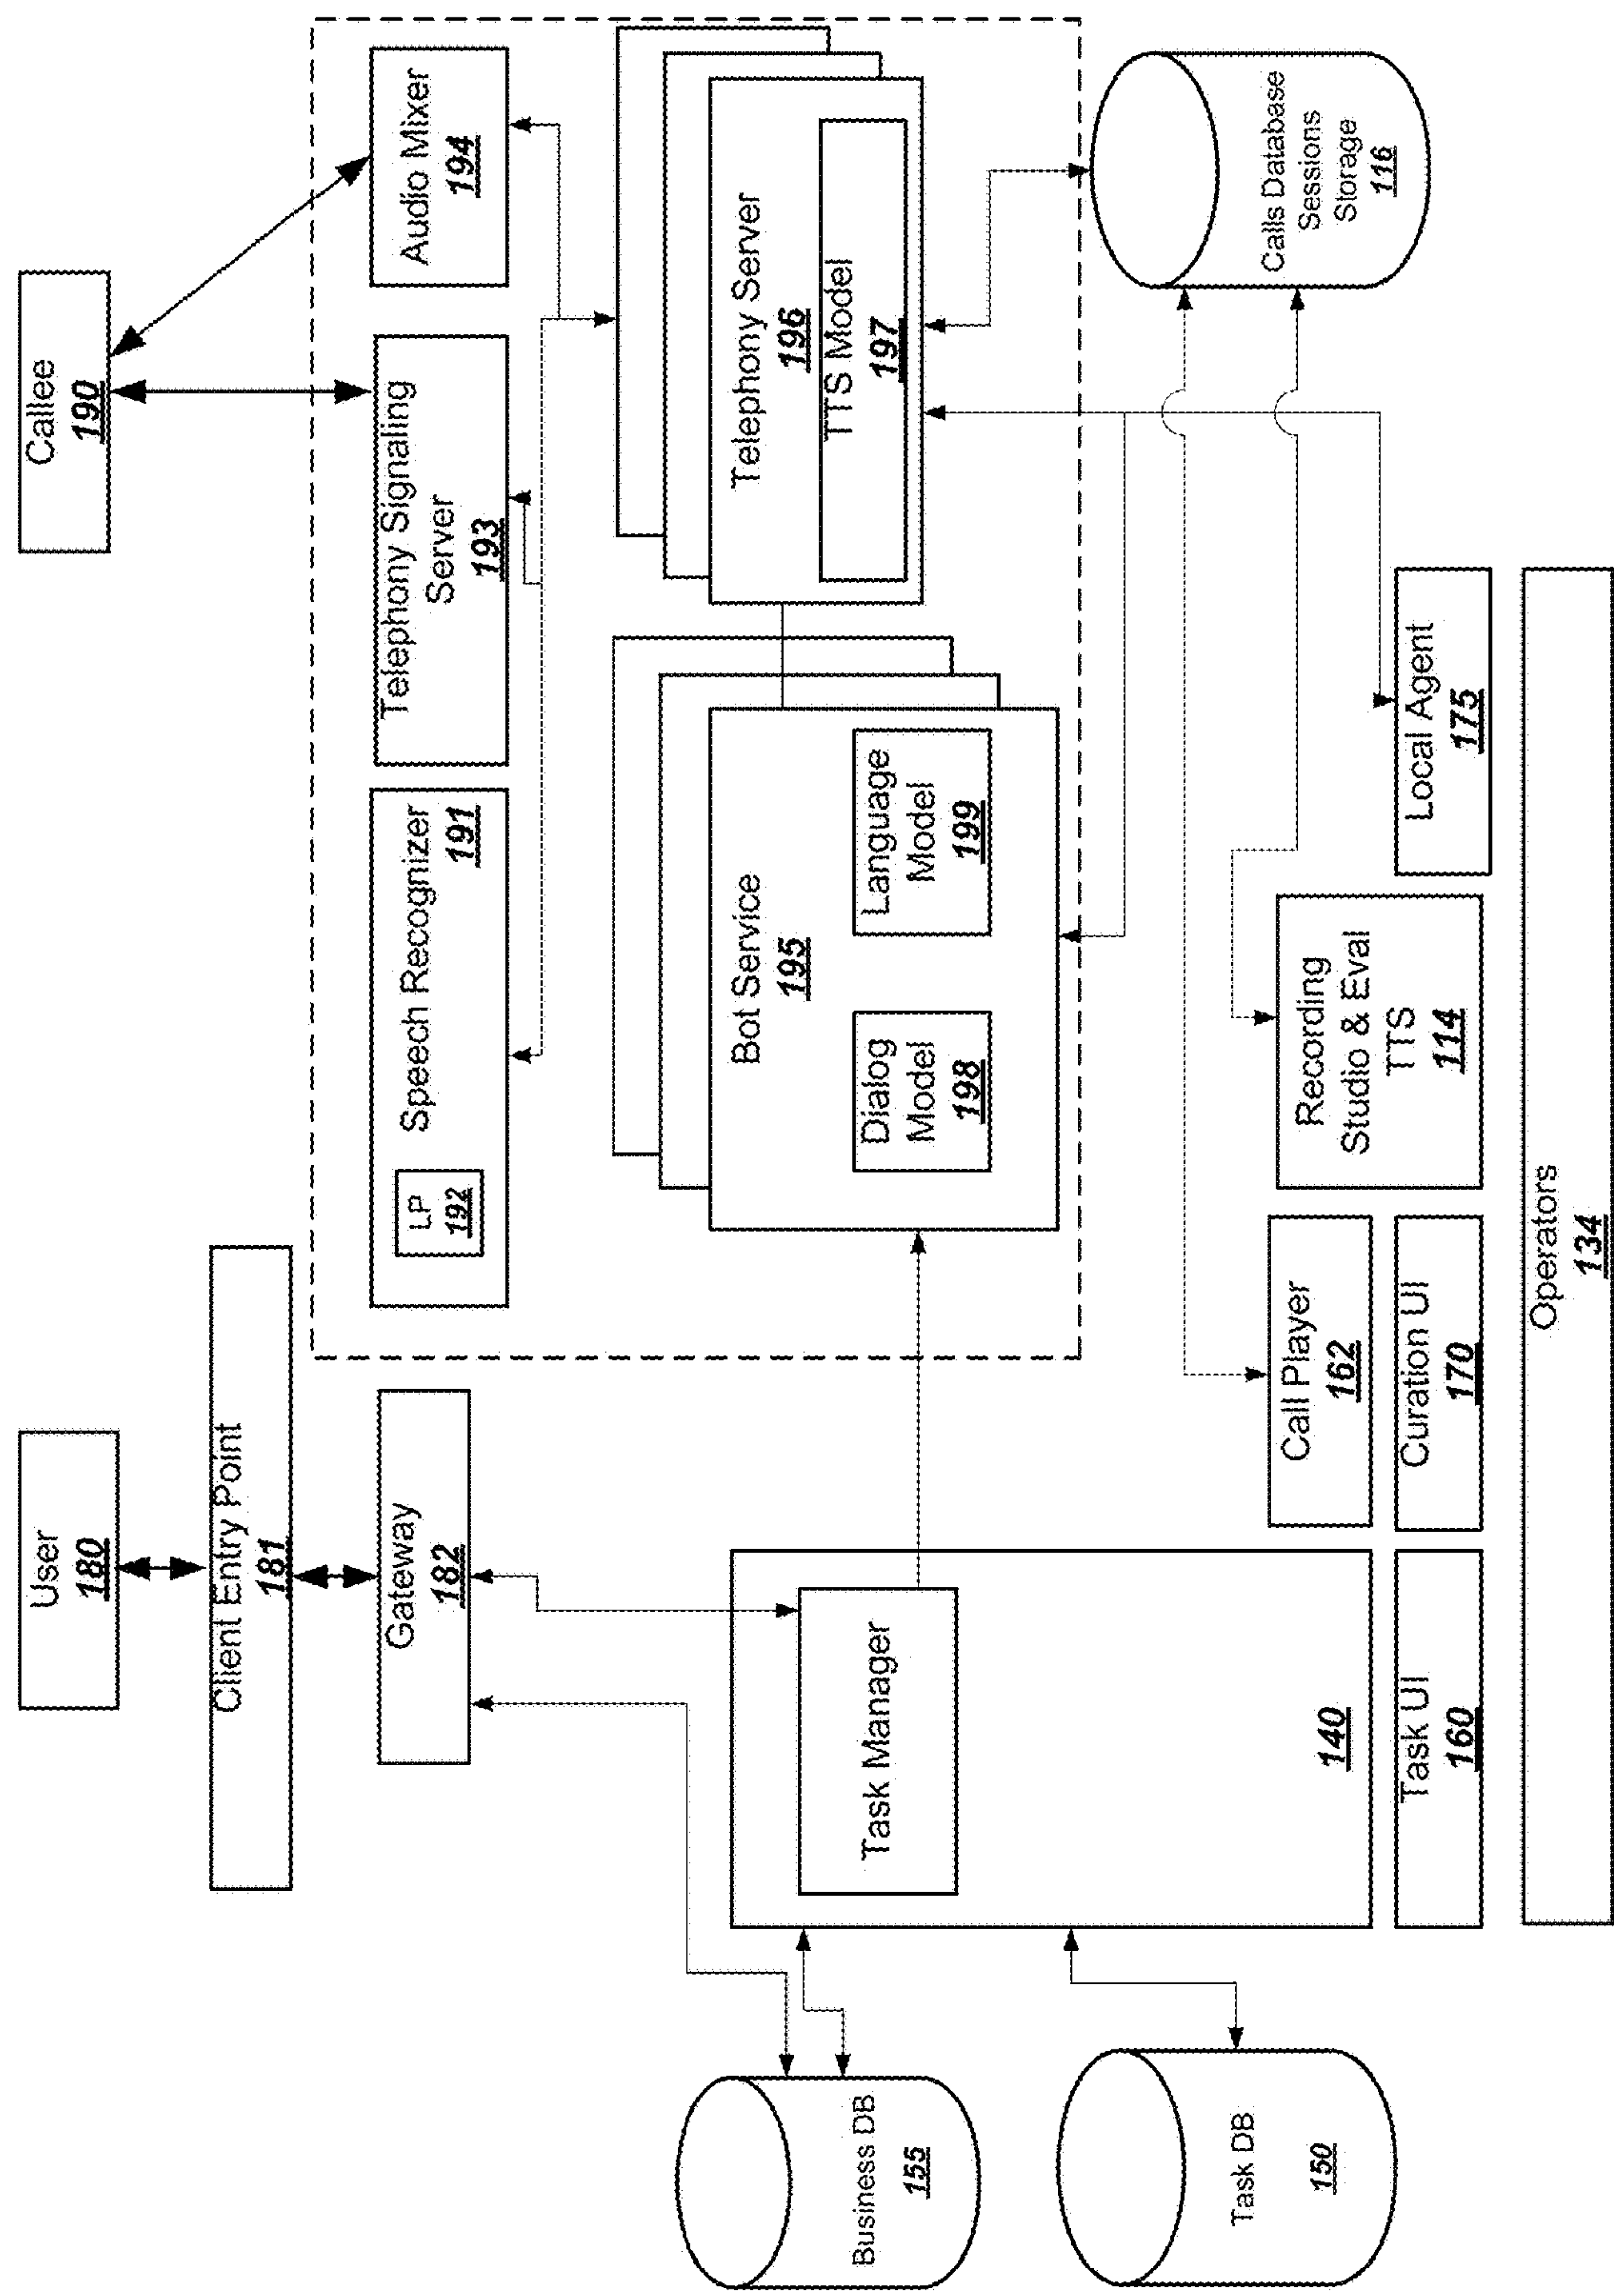 User
180
Callee
190
Client Entry Point
181
Gateway
182
Speech Recognizer
191
LP
192
Telephony Signaling
Server
193
Audio Mixer
194
Bot Service
195
Dialog
Model
198
Language
Model
199
Telephony Server
196
TTS Model
197
Business DB
155
Task DB
150
Task Manager
140
Calls Database
Sessions
Storage
116
Task UI
160
Call Player
162
Curation UI
170
Recording
Studio & Eval
TTS
114
Local Agent
175
Operators
134